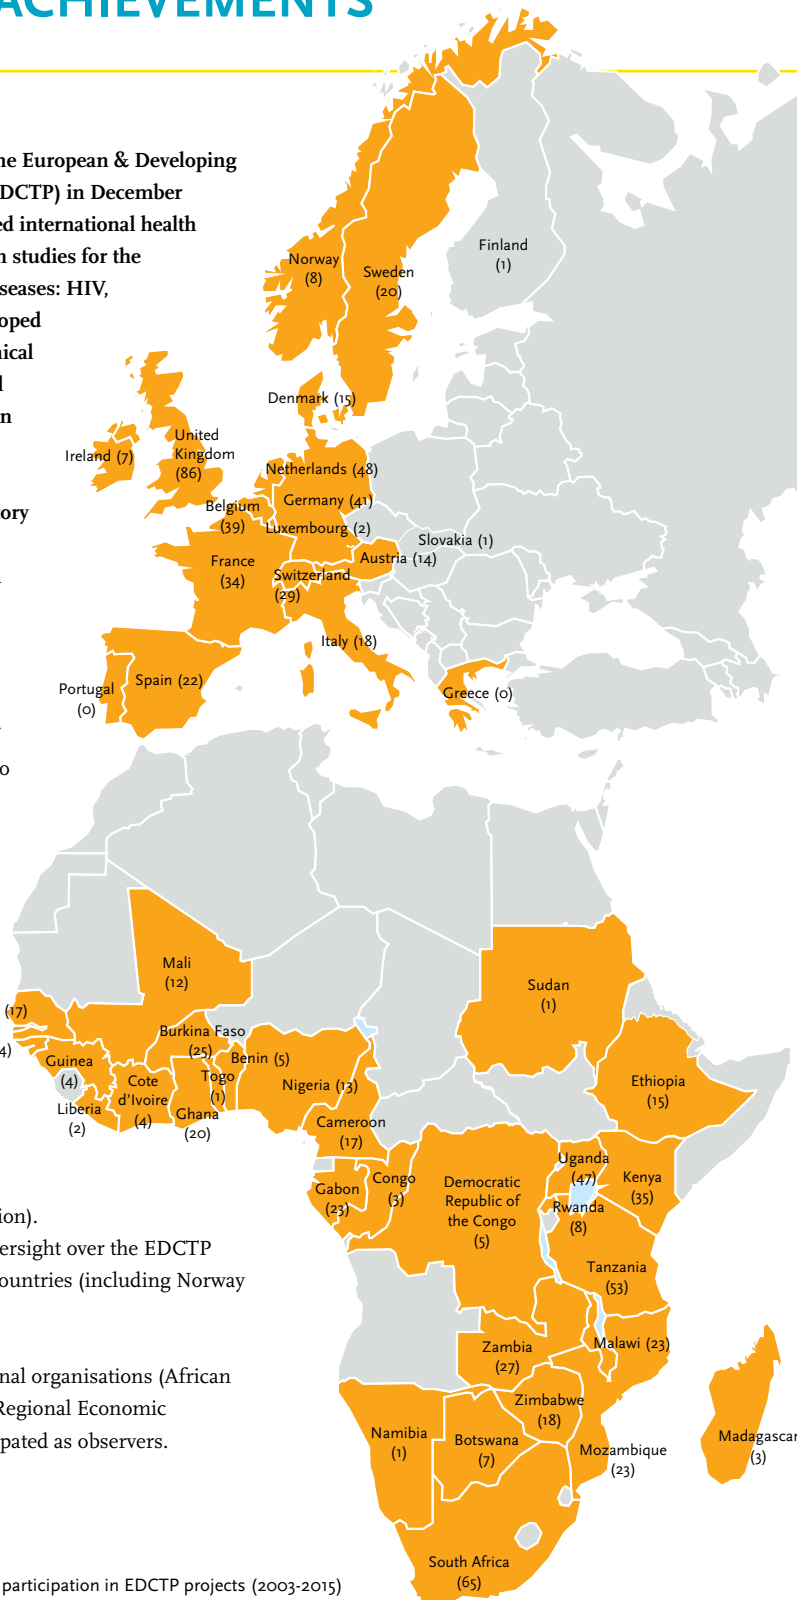 ACHIEVEMENTS
ne European & Developing
DCTP) in December
ed international health
n studies for the
seases: HIV,
oped
nical
l
n
tory
o
ion).
ersight over the EDCTP
ountries (including Norway
nal organisations (African
Regional Economic
pated as observers.
Finland
(1)
Norway
(8)
Sweden
(20)
Denmark (15)
Ireland (7)
United
Kingdom
(86)
Netherlands (48)
Germany (41)
Belgium
(39)
Luxembourg (2)
Slovakia (1)
Austria (14)
France
(34)
Switzerland
(29)
Italy (18)
Spain (22)
Portugal
(0)
Greece (0)
Mali
(12)
Sudan
(1)
(17)
4)
Burkina Faso
(25)
Guinea
(4)
Benin (5)
Togo
(1)
Cote
d'Ivoire
(4)
Nigeria (13)
Ethiopia
(15)
Liberia
(2)
Ghana
(20)
Cameroon
(17)
Uganda
(47)
Kenya
(35)
Gabon
(23)
Congo
(3)
Democratic
Republic of
the Congo
(5)
Rwanda
(8)
Tanzania
(53)
Zambia
(27)
Malawi (23)
Zimbabwe
(18)
Namibia
(1)
Botswana
(7)
Mozambique
(23)
Madagascar
(3)
South Africa
(65)
participation in EDCTP projects (2003-2015)